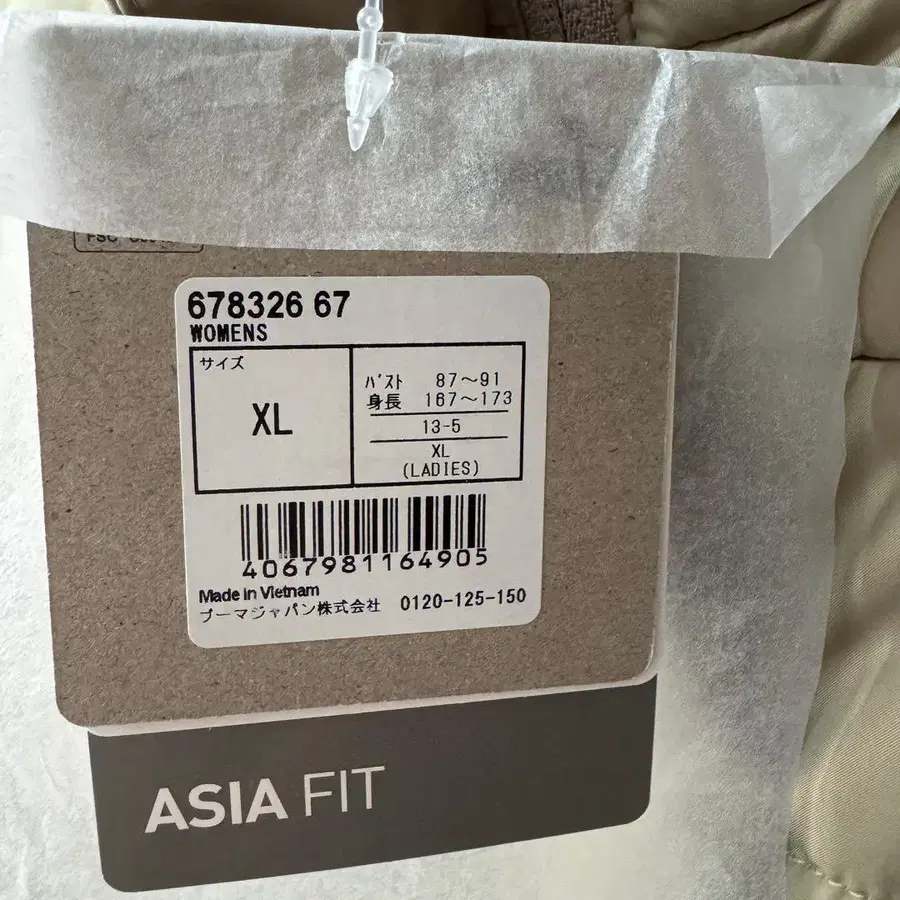 FSC
678326 67
WOMENS
サイズ
XL
バスト 87～91
身長 167～173
13-5
XL
(LADIES)
4067981164905
Made in Vietnam
プーマジャパン株式会社 0120-125-150
ASIA FIT